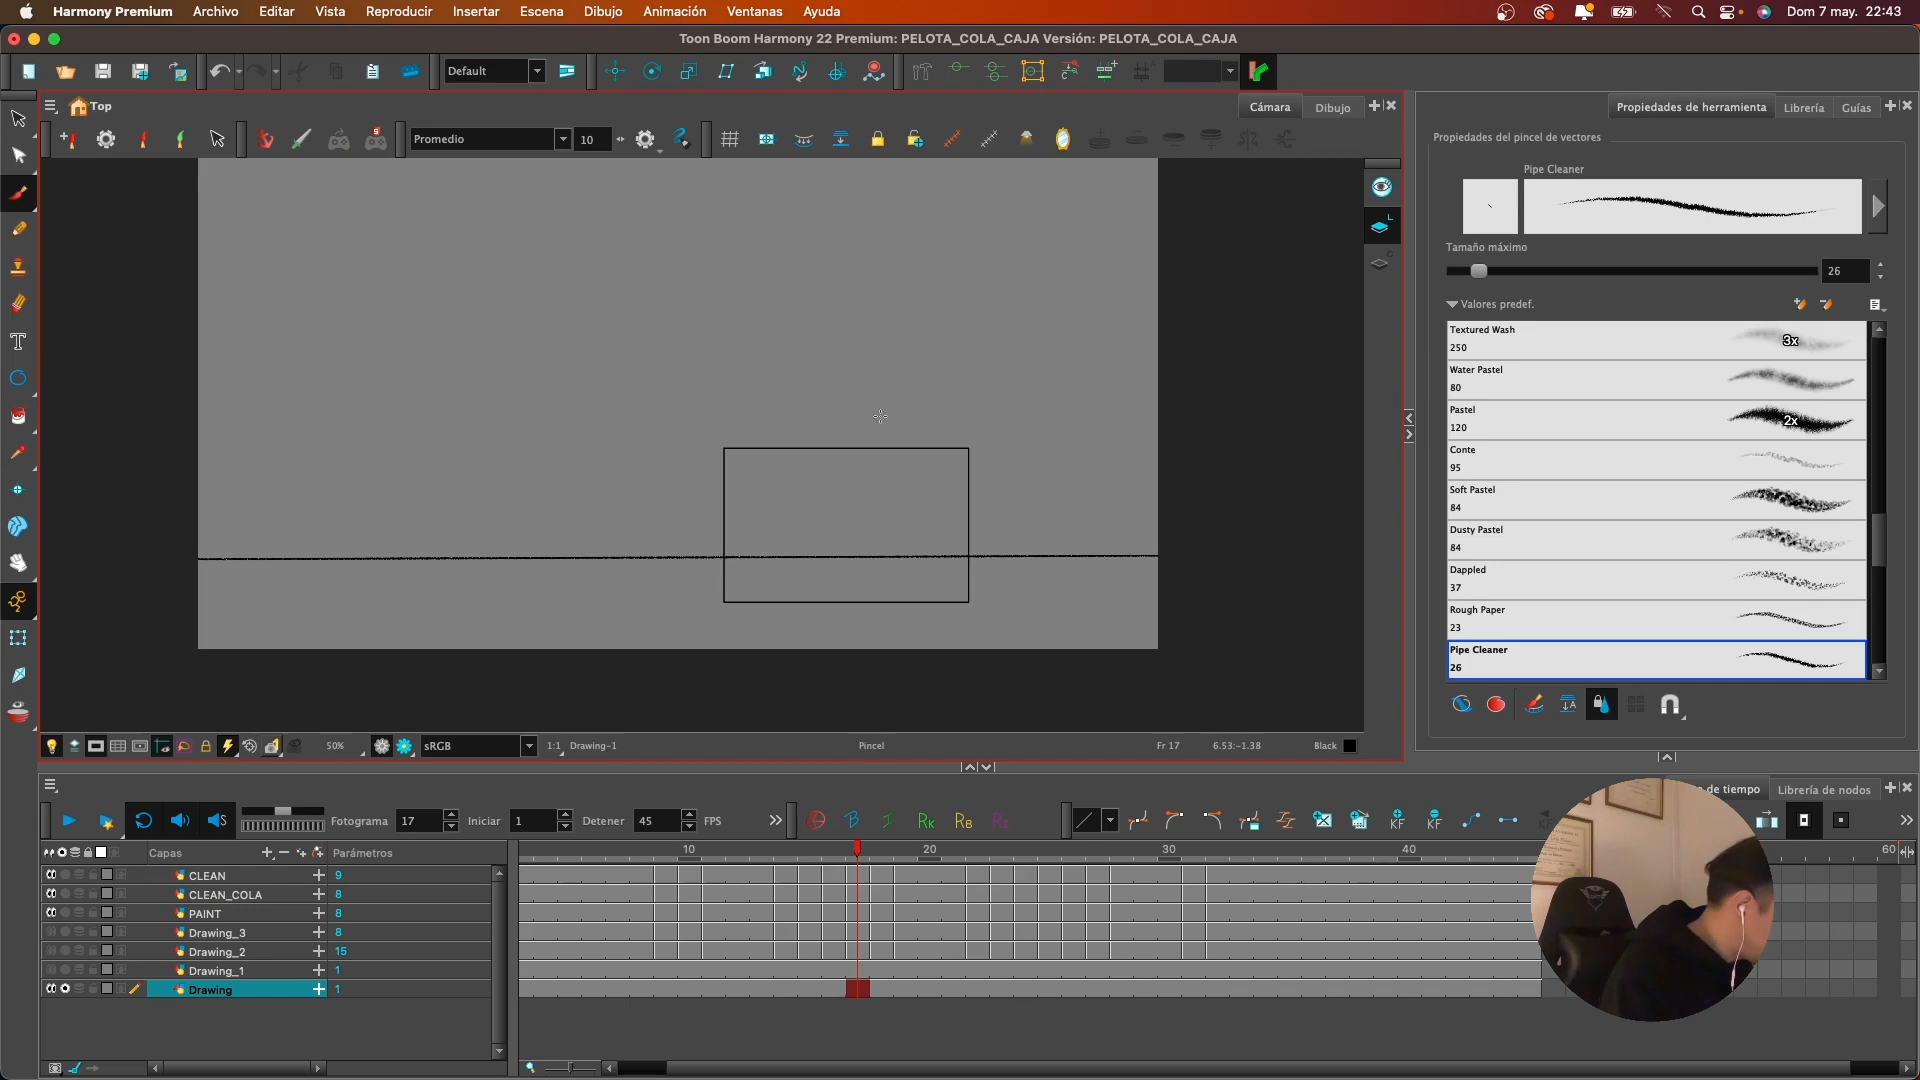 Harmony Premium Archivo Editar Vista Reproducir Insertar Escena Dibujo Animación Ventanas Ayuda Dom 7 may. 22:43
Toon Boom Harmony 22 Premium: PELOTA_COLA_CAJA Versión: PELOTA_COLA_CAJA
Default
Top
Cámara Dibujo
Promedio 10
Propiedades de herramienta Librería Guías
Propiedades del pincel de vectores
Pipe Cleaner
Tamaño máximo
26
Valores predef.
Textured Wash
250
3x
Water Pastel
80
Pastel
120
2x
Conte
95
Soft Pastel
84
Dusty Pastel
84
Dappled
37
Rough Paper
23
Pipe Cleaner
26
50% sRGB 1:1 Drawing-1 Pincel Fr 17 6.53:-1.38 Black
de tiempo Librería de nodos
Fotograma 17 Iniciar 1 Detener 45 FPS
Capas Parámetros
10 20 30 40 60
CLEAN 9
CLEAN_COLA 8
PAINT 8
Drawing_3 8
Drawing_2 15
Drawing_1 1
Drawing 1